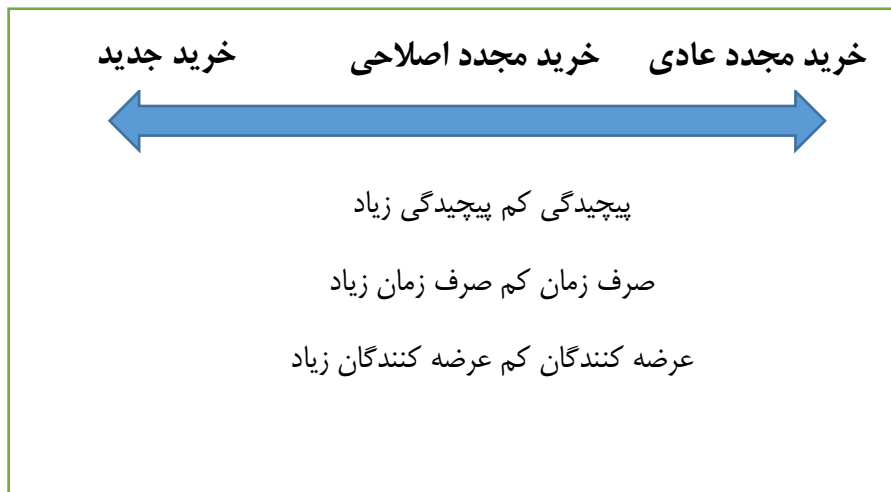 خرید مجدد عادی خرید مجدد اصلاحی خرید جدید
پیچیدگی کم پیچیدگی زیاد
صرف زمان کم صرف زمان زیاد
عرضه کنندگان کم عرضه کنندگان زیاد